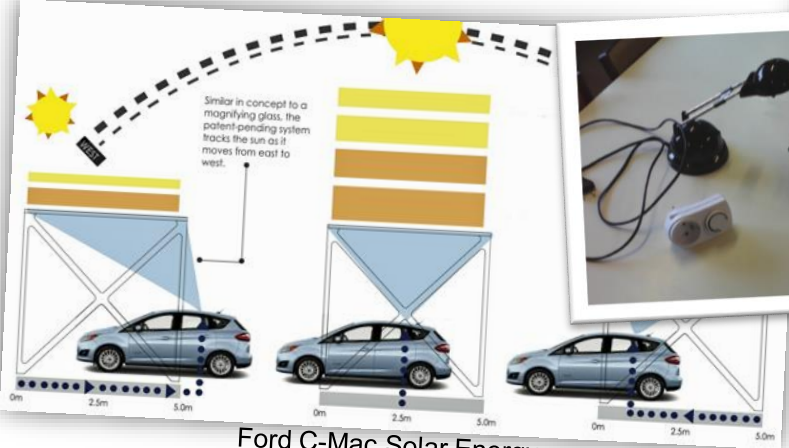 Similar in concept to a
magnifying glass, the
patent-pending system
tracks the sun as it
moves from east to
west.
WEST
0m
2.5m
5.0m
0m
2.5m
5.0m
0m
2.5m
5.0m
Ford C-Mac Solar